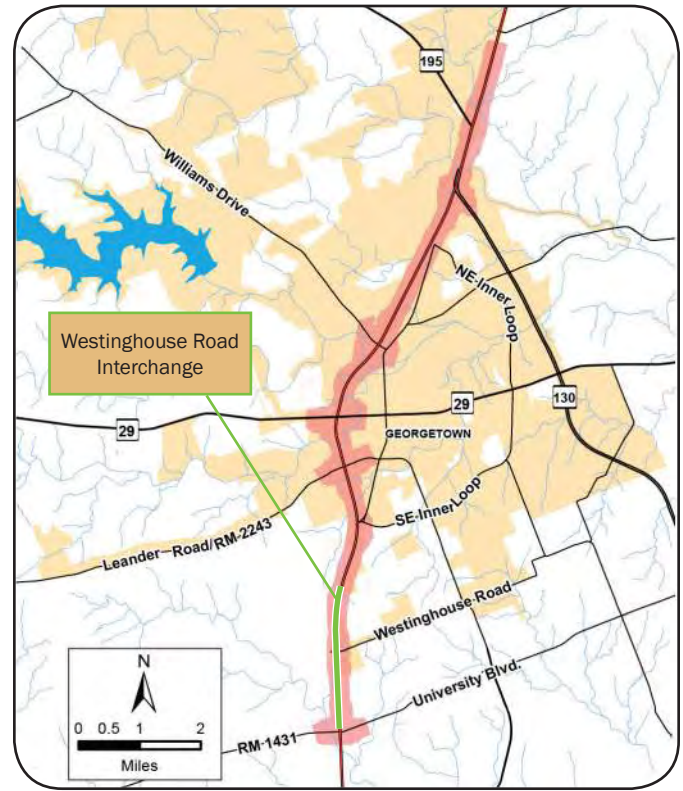 195
Williams Drive
NE Inner Loop
Westinghouse Road
Interchange
29
29
130
GEORGETOWN
SE Inner Loop
Leander Road/RM-2243
Westinghouse Road
University Blvd.
RM-1431
N
0 0.5 1 2
Miles